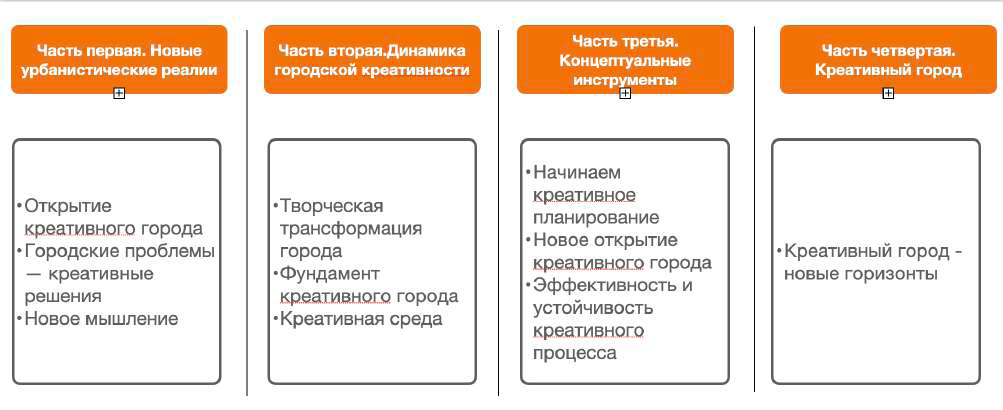 Часть первая. Новые
урбанистические реалии
Часть вторая.Динамика
городской креативности
Часть третья.
Концептуальные
инструменты
Часть четвертая.
Креативный город
•Открытие
креативного города
•Городские проблемы
— креативные
решения
•Новое мышление
•Творческая
трансформация
города
•Фундамент
креативного города
•Креативная среда
•Начинаем
креативное
планирование
•Новое открытие
креативного города
•Эффективность и
устойчивость
креативного
процесса
•Креативный город -
новые горизонты